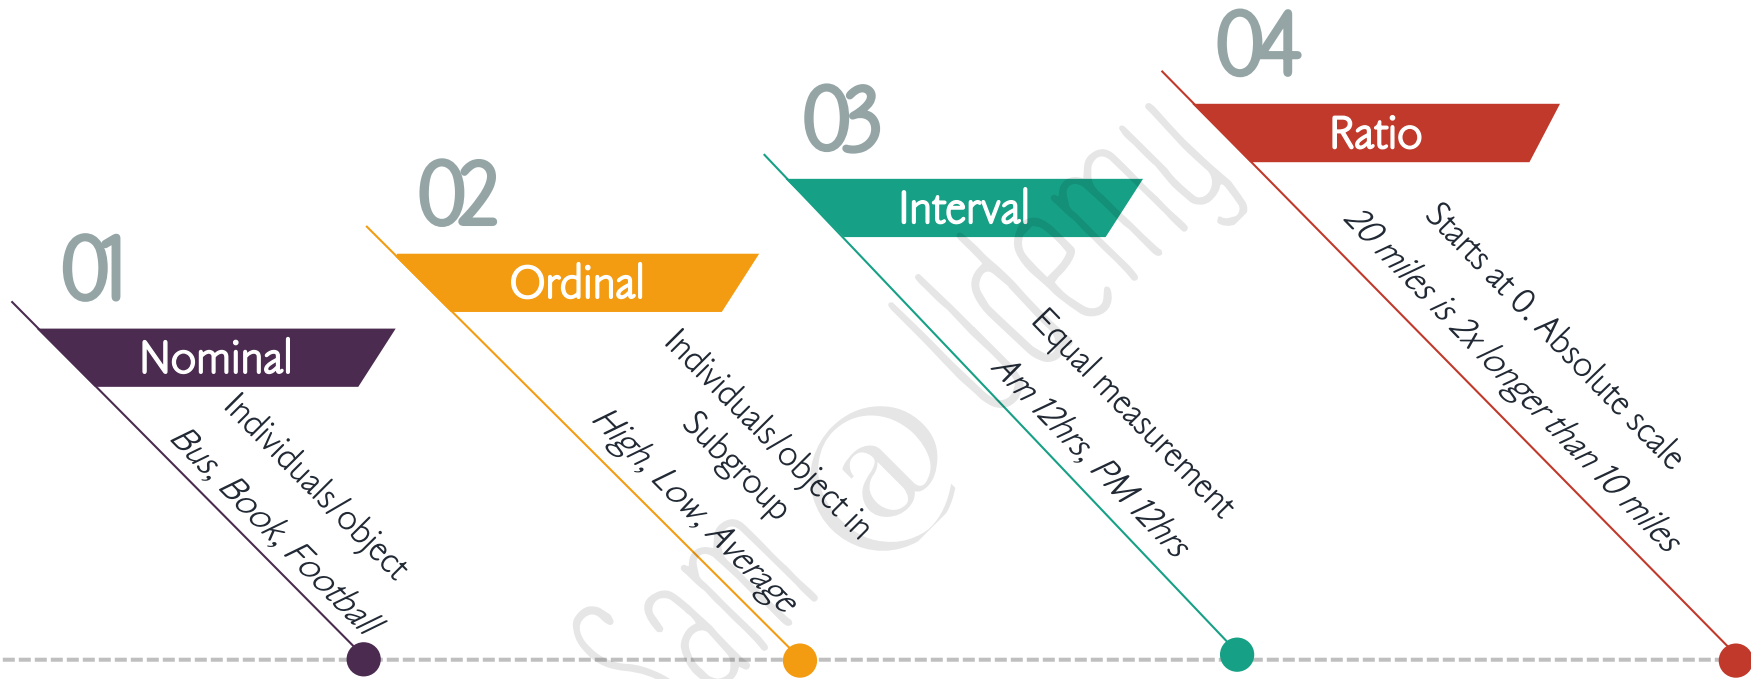 01
Nominal
Individuals/object
Bus, Book, Football
02
Ordinal
Individuals/object in
Subgroup
High, Low, Average
03
Interval
Equal measurement
Am 12hrs, PM 12hrs
04
Ratio
Starts at 0. Absolute scale
20 miles is 2x longer than 10 miles
Sam @ Udemy